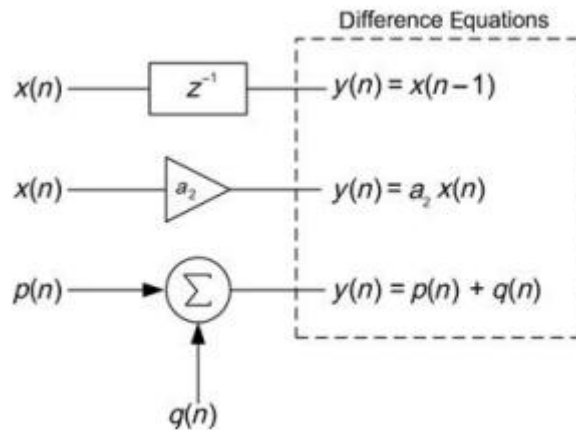 Difference Equations
x(n) z⁻¹ y(n) = x(n−1)
x(n) a₂ y(n) = a₂ x(n)
p(n) Σ y(n) = p(n) + q(n)
q(n)